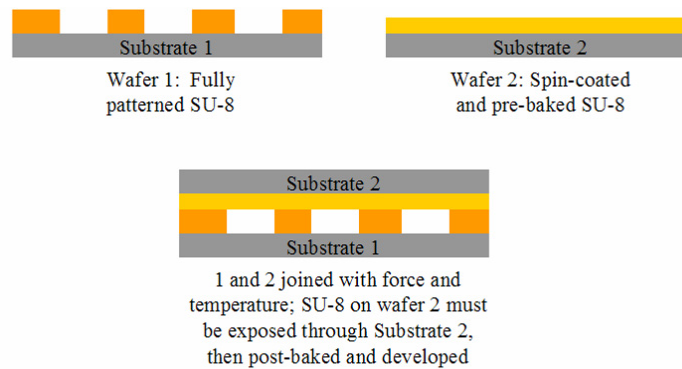 Substrate 1
Substrate 2
Wafer 1: Fully
patterned SU-8
Wafer 2: Spin-coated
and pre-baked SU-8
Substrate 2
Substrate 1
1 and 2 joined with force and
temperature; SU-8 on wafer 2 must
be exposed through Substrate 2,
then post-baked and developed